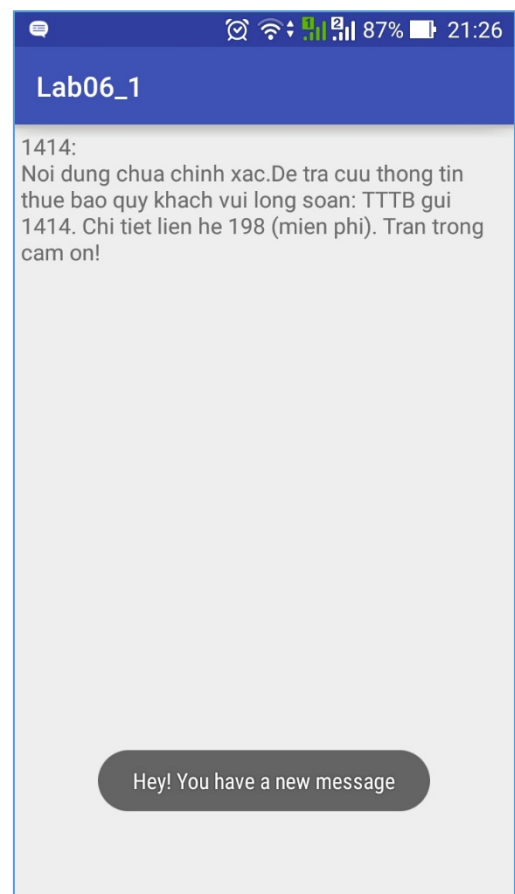 1 2 87% 21:26
Lab06_1
1414:
Noi dung chua chinh xac.De tra cuu thong tin
thue bao quy khach vui long soan: TTTB gui
1414. Chi tiet lien he 198 (mien phi). Tran trong
cam on!
Hey! You have a new message